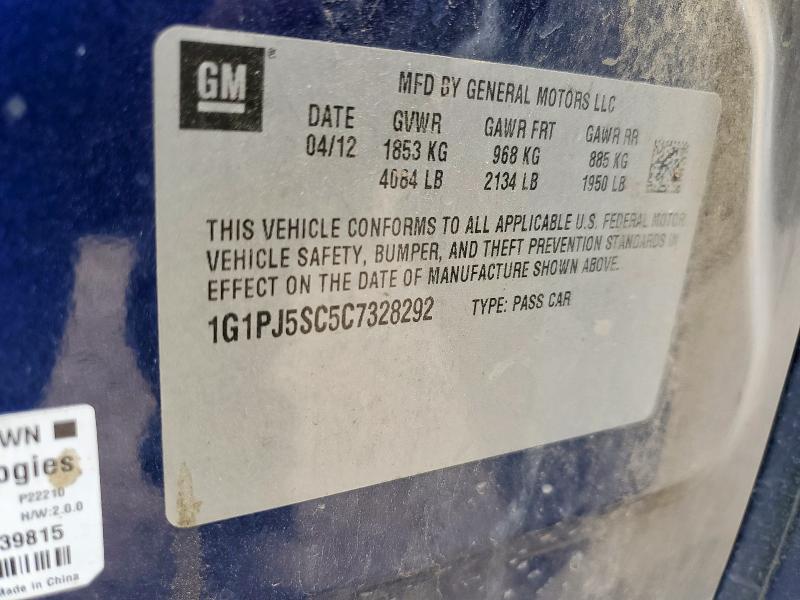 GM
MFD BY GENERAL MOTORS LLC
DATE GVWR GAWR FRT GAWR RR
04/12 1853 KG 968 KG 885 KG
4084 LB 2134 LB 1950 LB
THIS VEHICLE CONFORMS TO ALL APPLICABLE U.S. FEDERAL MOTOR
VEHICLE SAFETY, BUMPER, AND THEFT PREVENTION STANDARDS IN
EFFECT ON THE DATE OF MANUFACTURE SHOWN ABOVE.
1G1PJ5SC5C7328292 TYPE: PASS CAR
WN
ogies
P22210
H/W:2.0.0
39815
Made in China